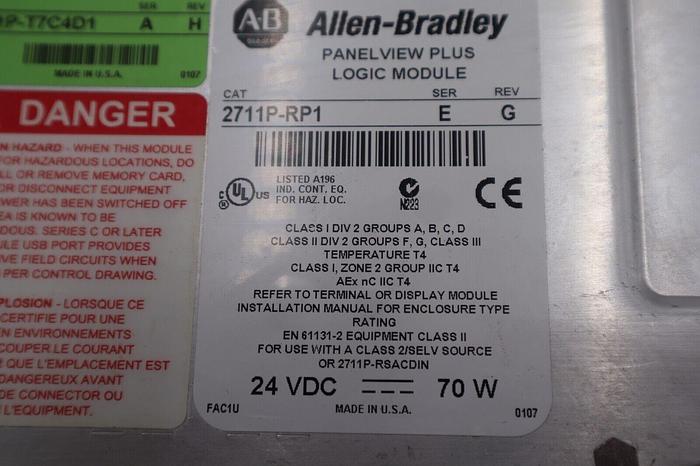 SER REV
P-T7C4D1 A H
MADE IN U.S.A. 0107
DANGER
HAZARD - WHEN THIS MODULE
FOR HAZARDOUS LOCATIONS, DO
OR REMOVE MEMORY CARD,
OR DISCONNECT EQUIPMENT
HAS BEEN SWITCHED OFF
IS KNOWN TO BE
SERIES C OR LATER
USB PORT PROVIDES
FIELD CIRCUITS WHEN
PER CONTROL DRAWING.
- LORSQUE CE
CERTIFIE POUR UNE
EN ENVIRONNEMENTS
COUPER LE COURANT
QUE L'EMPLACEMENT EST
DANGEREUX AVANT
DE CONNECTOR OU
L'EQUIPMENT.
AB Allen-Bradley
PANELVIEW PLUS
LOGIC MODULE
CAT SER REV
2711P-RP1 E G
C UL US LISTED A196
IND. CONT. EQ.
FOR HAZ. LOC.
N223
CE
CLASS I DIV 2 GROUPS A, B, C, D
CLASS II DIV 2 GROUPS F, G, CLASS III
TEMPERATURE T4
CLASS I, ZONE 2 GROUP IIC T4
AEx nC IIC T4
REFER TO TERMINAL OR DISPLAY MODULE
INSTALLATION MANUAL FOR ENCLOSURE TYPE
RATING
EN 61131-2 EQUIPMENT CLASS II
FOR USE WITH A CLASS 2/SELV SOURCE
OR 2711P-RSACDIN
24 VDC 70 W
FAC1U MADE IN U.S.A. 0107